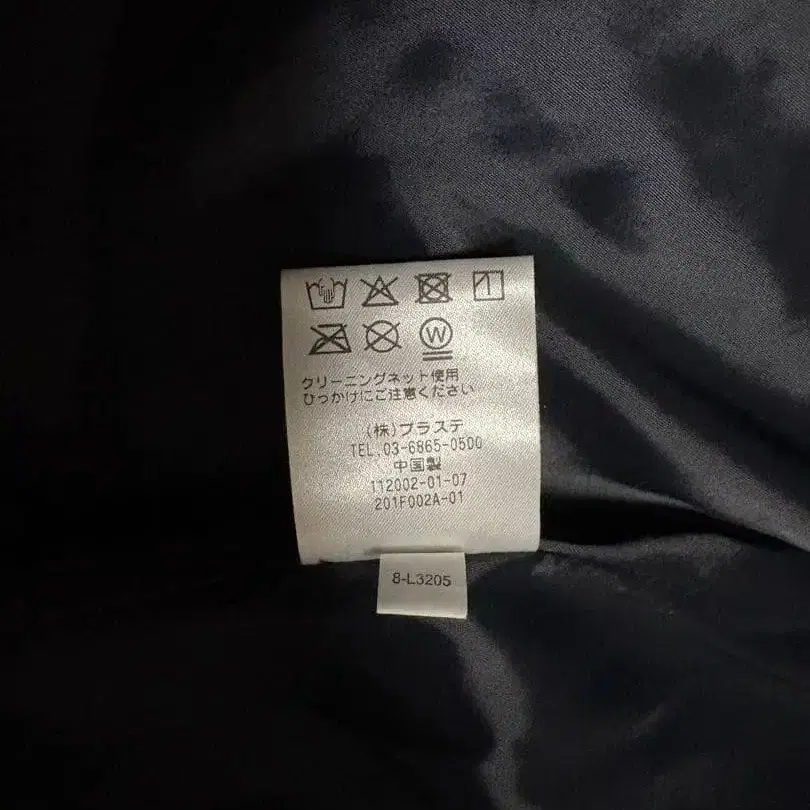 W
クリーニングネット使用
ひっかけにご注意ください
(株)プラステ
TEL.03-6865-0500
中国製
112002-01-07
201F002A-01
8-L3205